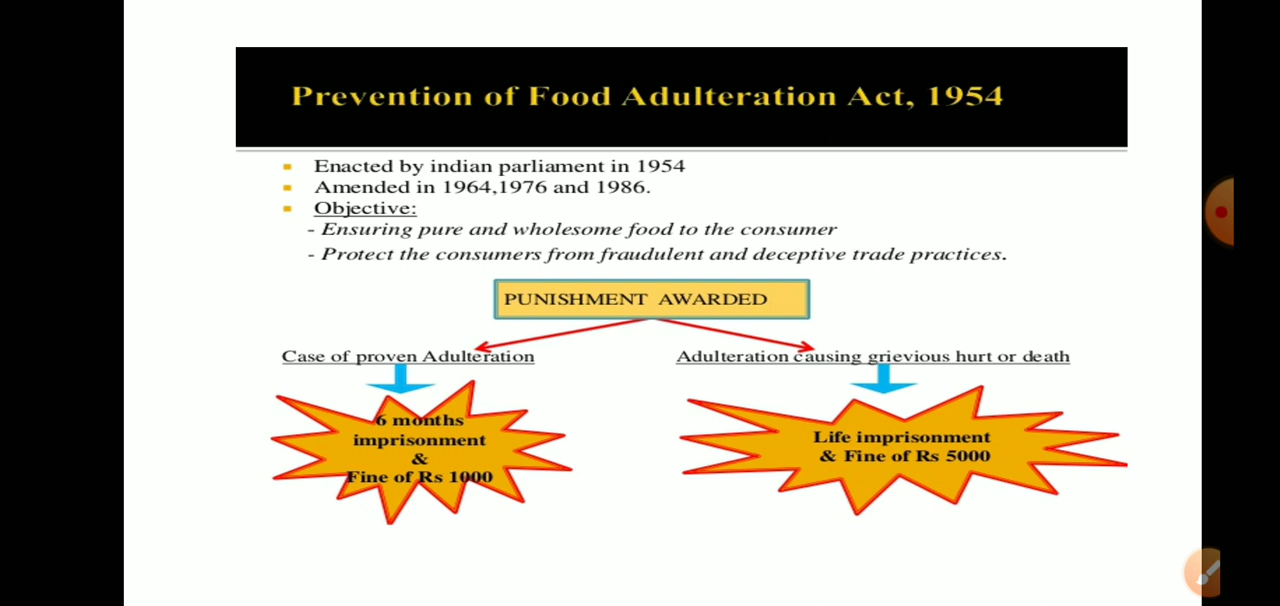 Prevention of Food Adulteration Act, 1954
Enacted by indian parliament in 1954
Amended in 1964,1976 and 1986.
Objective:
- Ensuring pure and wholesome food to the consumer
- Protect the consumers from fraudulent and deceptive trade practices.
PUNISHMENT AWARDED
Case of proven Adulteration
Adulteration causing grievious hurt or death
6 months
imprisonment
&
Fine of Rs 1000
Life imprisonment
& Fine of Rs 5000